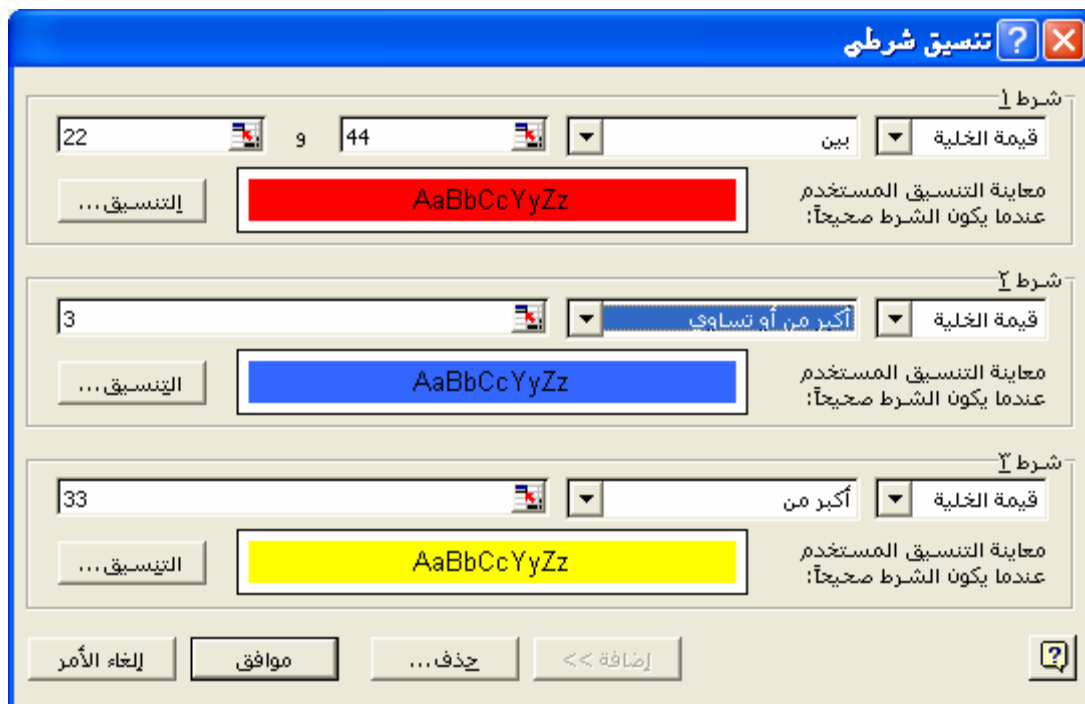 تنسيق شرطي
شرط ١
قيمة الخلية بين 44 و 22
معاينة التنسيق المستخدم
عندما يكون الشرط صحيحاً:
AaBbCcYyZz
التنسيق...
شرط ٢
قيمة الخلية أكبر من أو تساوي 3
معاينة التنسيق المستخدم
عندما يكون الشرط صحيحاً:
AaBbCcYyZz
التنسيق...
شرط ٣
قيمة الخلية أكبر من 33
معاينة التنسيق المستخدم
عندما يكون الشرط صحيحاً:
AaBbCcYyZz
التنسيق...
إضافة >> حذف... موافق إلغاء الأمر